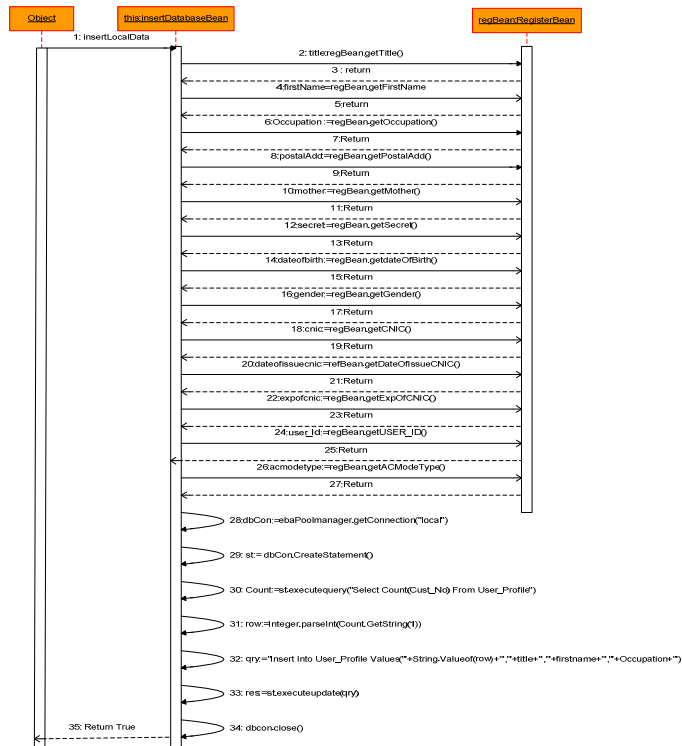 Object
this:insertDatabaseBean
regBean:RegisterBean
1: insertLocalData
2: title:regBean.getTitle()
3 : return
4:firstName=regBean.getFirstName
5:return
6:Occupation :=regBean.getOccupation()
7:Return
8:postalAdd:=regBean.getPostalAdd()
9:Return
10:mother:=regBean.getMother()
11:Return
12:secret:=regBean.getSecret()
13:Return
14:dateofbirth:=regBean.getdateOfBirth()
15:Return
16:gender:=regBean.getGender()
17:Return
18:cnic:=regBean.getCNIC()
19:Return
20:dateofissuecnic:=refBean.getDateOfissueCNIC()
21:Return
22:expofcnic:=regBean.getExpOfCNIC()
23:Return
24:user_Id:=regBean.getUSER_ID()
25:Return
26:acmodetype:=regBean.getACModeType()
27:Return
28:dbCon:=ebaPoolmanager.getConnection("local")
29: st:= dbCon.CreateStatement()
30: Count:=st.executequery("Select Count(Cust_No) From User_Profile")
31: row:=Integer.parseInt(Count.GetString(1))
32: qry:="Insert Into User_Profile Values('"+String.Valueof(row)+"','"+title+"','"+firstname+"','"+Occupation+"')
33: res:=st.executeupdate(qry)
34: dbcon.close()
35: Return True